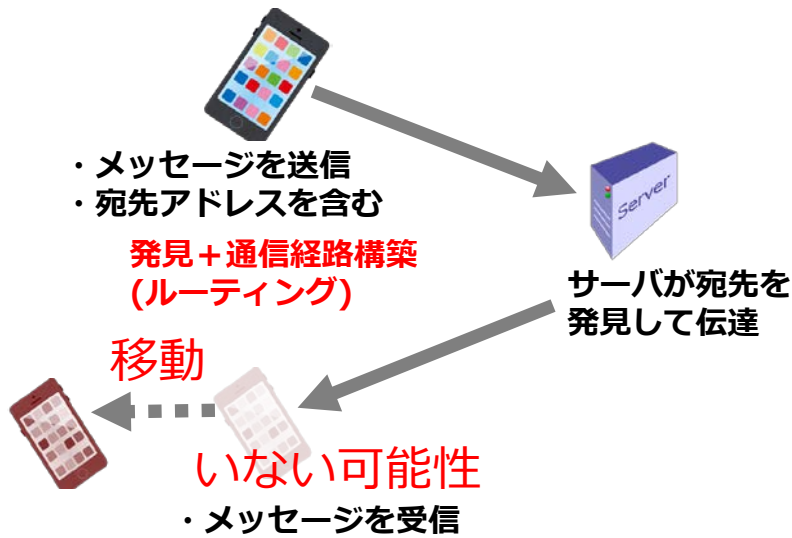 ・メッセージを送信
・宛先アドレスを含む
Server
発見＋通信経路構築
(ルーティング)
サーバが宛先を
発見して伝達
移動
いない可能性
・メッセージを受信